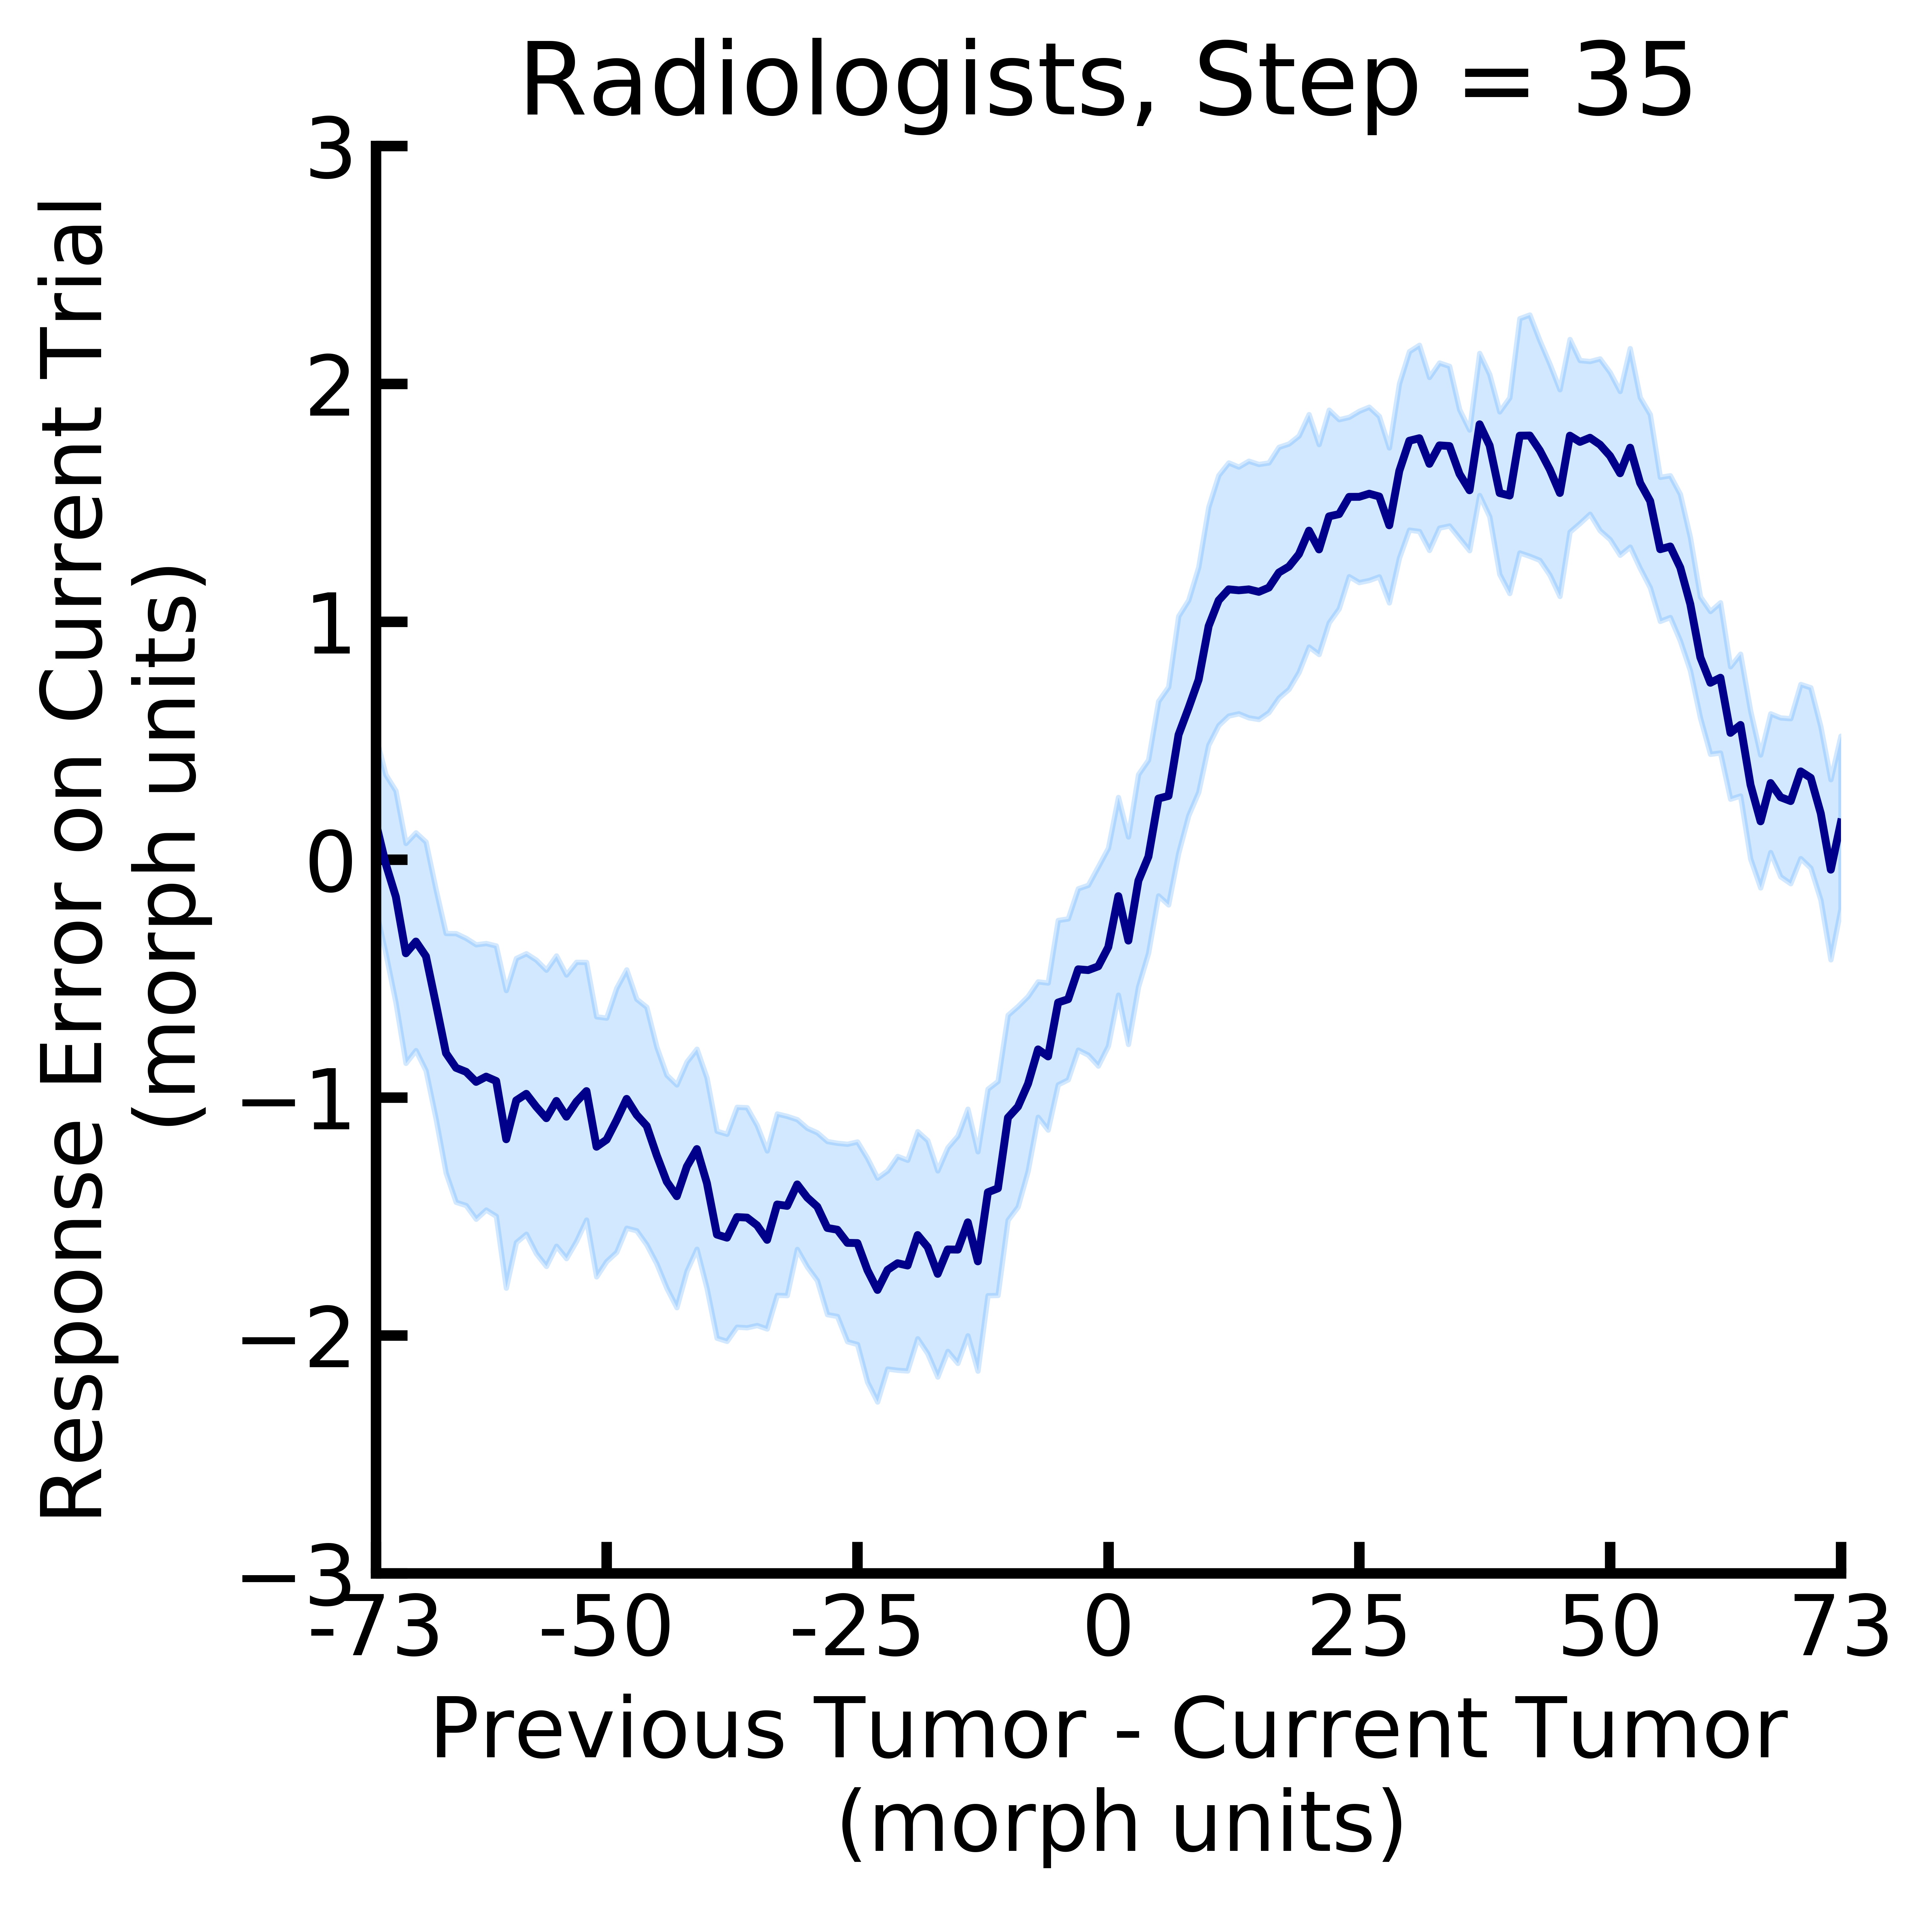 Radiologists, Step = 35
Response Error on Current Trial
(morph units)
3
2
1
0
−1
−2
−3
-73
-50
-25
0
25
50
73
Previous Tumor - Current Tumor
(morph units)